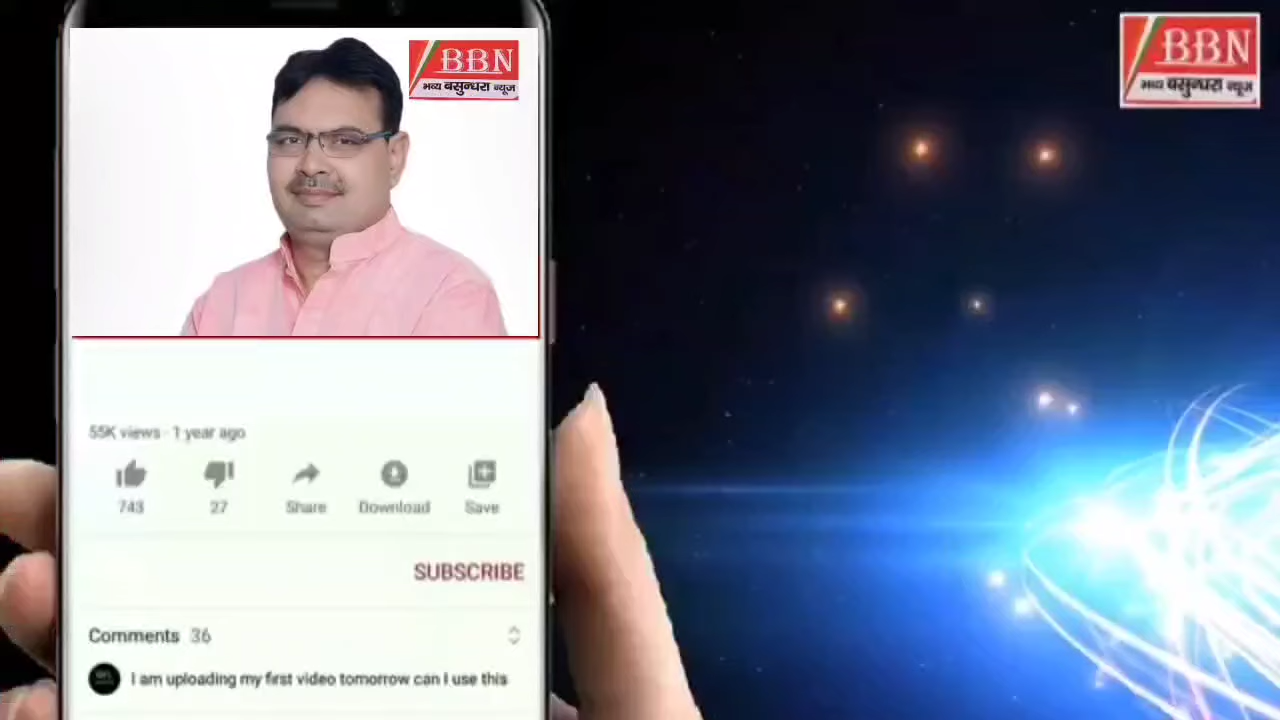 BBN
भव्य बसुन्धरा न्यूज
BBN
भव्य बसुन्धरा न्यूज
55K views · 1 year ago
743
27
Share
Download
Save
SUBSCRIBE
Comments 36
I am uploading my first video tomorrow can I use this